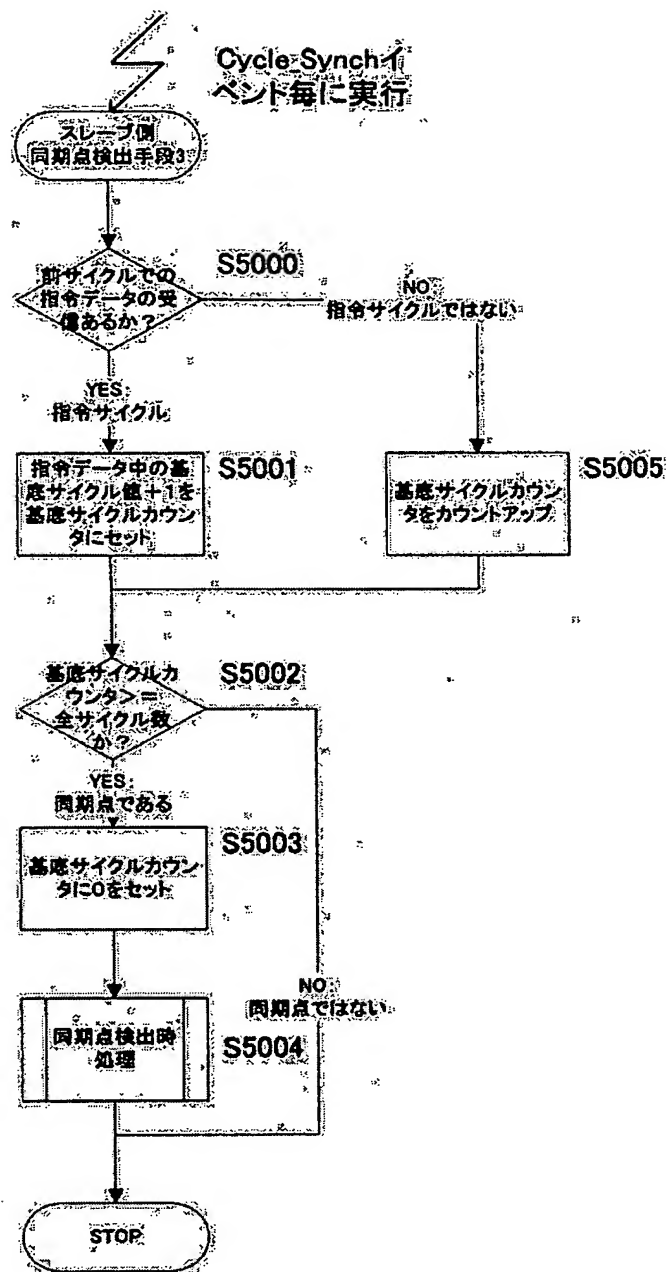 Cycle_Synchイ
ベント毎に実行
スレーブ側
同期点検出手段3
S5000
前サイクルでの
指令データの受
信あるか?
NO:
指令サイクルではない
YES:
指令サイクル
S5001
指令データ中の基
底サイクル値+1を
基底サイクルカウン
タにセット
S5005
基底サイクルカウン
タをカウントアップ
S5002
基底サイクルカ
ウンタ>=
全サイクル数
か?
YES:
同期点である
S5003
基底サイクルカウン
タに0をセット
NO:
同期点ではない
同期点検出時
処理
S5004
STOP